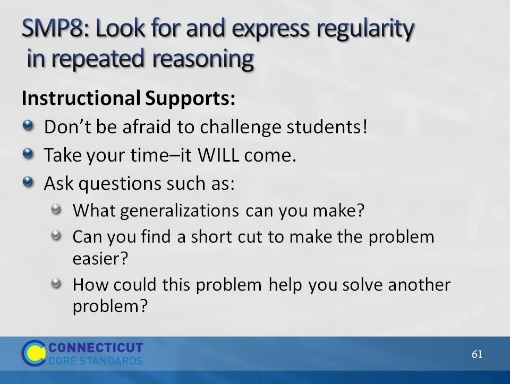 SMP8: Look for and express regularity
in repeated reasoning
Instructional Supports:
Don't be afraid to challenge students!
Take your time–it WILL come.
Ask questions such as:
What generalizations can you make?
Can you find a short cut to make the problem
easier?
How could this problem help you solve another
problem?
CONNECTICUT
CORE STANDARDS
61